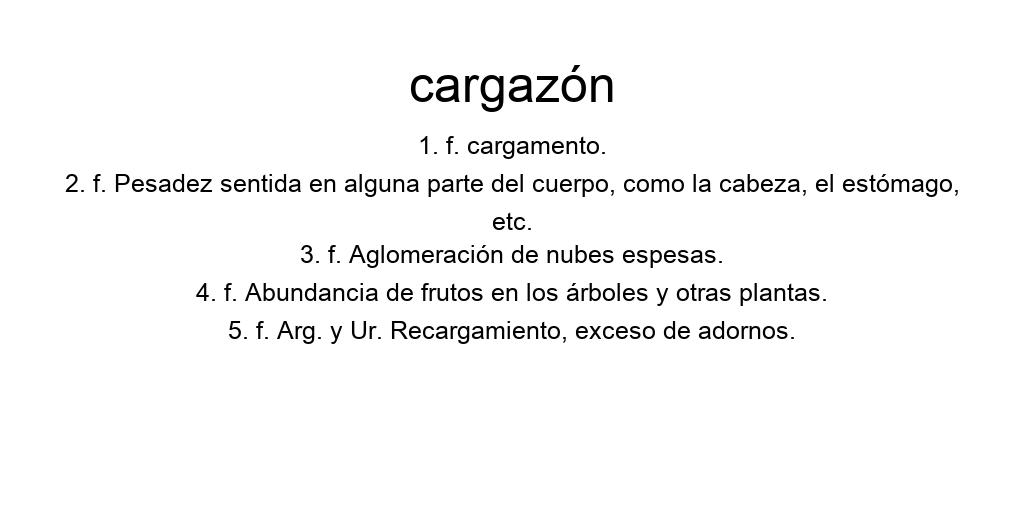 cargazón
1. f. cargamento.
2. f. Pesadez sentida en alguna parte del cuerpo, como la cabeza, el estómago,
etc.
3. f. Aglomeración de nubes espesas.
4. f. Abundancia de frutos en los árboles y otras plantas.
5. f. Arg. y Ur. Recargamiento, exceso de adornos.